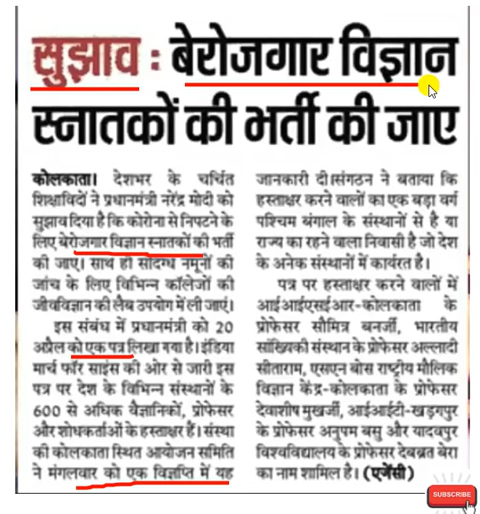 सुझाव : बेरोजगार विज्ञान
स्नातकों की भर्ती की जाए
कोलकाता। देशभर के चर्चित
शिक्षाविदों ने प्रधानमंत्री नरेंद्र मोदी को
सुझाव दिया है कि कोरोना से निपटने के
लिए बेरोजगार विज्ञान स्नातकों की भर्ती
की जाए। साथ ही संदिग्ध नमूनों की
जांच के लिए विभिन्न कॉलेजों की
जीवविज्ञान की लैब उपयोग में ली जाएं।
इस संबंध में प्रधानमंत्री को 20
अप्रैल को एक पत्र लिखा गया है। इंडिया
मार्च फॉर साइंस की ओर से जारी इस
पत्र पर देश के विभिन्न संस्थानों के
600 से अधिक वैज्ञानिकों, प्रोफेसर
और शोधकर्ताओं के हस्ताक्षर हैं। संस्था
की कोलकाता स्थित आयोजन समिति
ने मंगलवार को एक विज्ञप्ति में यह
जानकारी दी।संगठन ने बताया कि
हस्ताक्षर करने वालों का एक बड़ा वर्ग
पश्चिम बंगाल के संस्थानों से है या
राज्य का रहने वाला निवासी है जो देश
के अनेक संस्थानों में कार्यरत है।
पत्र पर हस्ताक्षर करने वालों में
आईआईएसईआर-कोलकाता के
प्रोफेसर सौमित्र बनर्जी, भारतीय
सांख्यिकी संस्थान के प्रोफेसर अल्लादी
सीताराम, एसएन बोस राष्ट्रीय मौलिक
विज्ञान केंद्र-कोलकाता के प्रोफेसर
देवाशीष मुखर्जी, आईआईटी-खड़गपुर
के प्रोफेसर अनुपम बसु और यादवपुर
विश्वविद्यालय के प्रोफेसर देबब्रत बेरा
का नाम शामिल है। (एजेंसी)
SUBSCRIBE